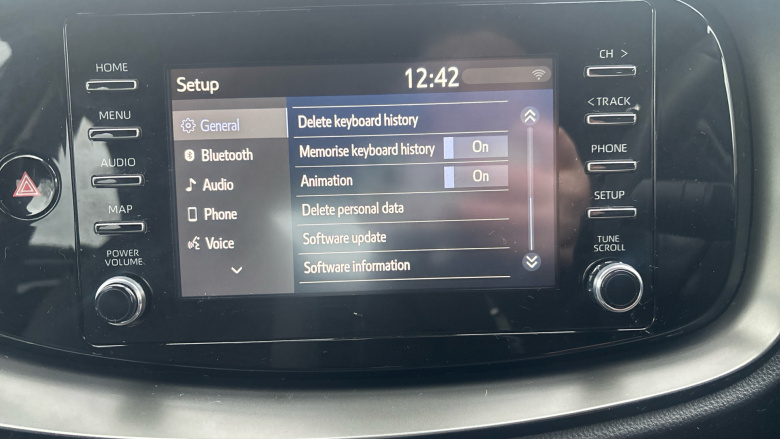 HOME
MENU
AUDIO
MAP
POWER
VOLUME
Setup
12:42
General
Bluetooth
Audio
Phone
Voice
Delete keyboard history
Memorise keyboard history On
Animation On
Delete personal data
Software update
Software information
CH >
< TRACK
PHONE
SETUP
TUNE
SCROLL